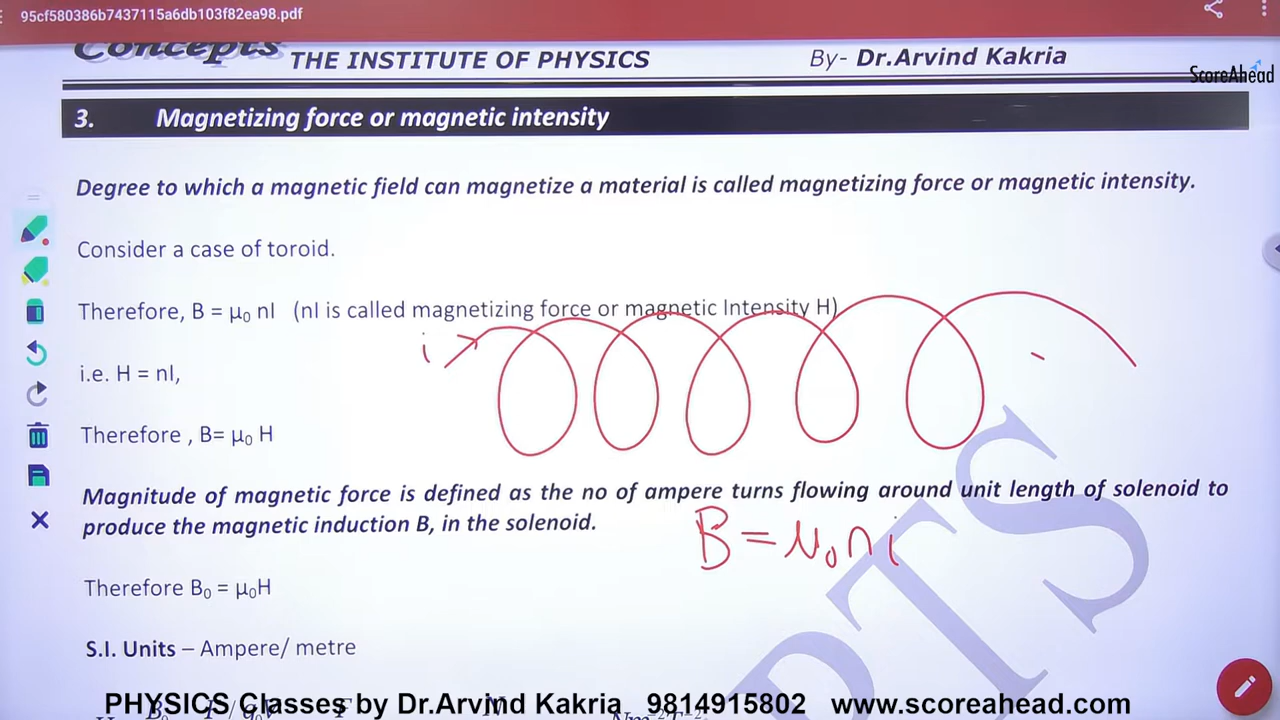 95cf580386b7437115a6db103f82ea98.pdf
Concepts THE INSTITUTE OF PHYSICS By- Dr.Arvind Kakria
ScoreAhead
3. Magnetizing force or magnetic intensity
Degree to which a magnetic field can magnetize a material is called magnetizing force or magnetic intensity.
Consider a case of toroid.
Therefore, B = μ₀ nI (nI is called magnetizing force or magnetic Intensity H)
i
i.e. H = nI,
Therefore , B= μ₀ H
Magnitude of magnetic force is defined as the no of ampere turns flowing around unit length of solenoid to
produce the magnetic induction B, in the solenoid.
B = μ₀ n i
Therefore B₀ = μ₀H
S.I. Units – Ampere/ metre
PHYSICS Classes by Dr.Arvind Kakria 9814915802 www.scoreahead.com
PTS